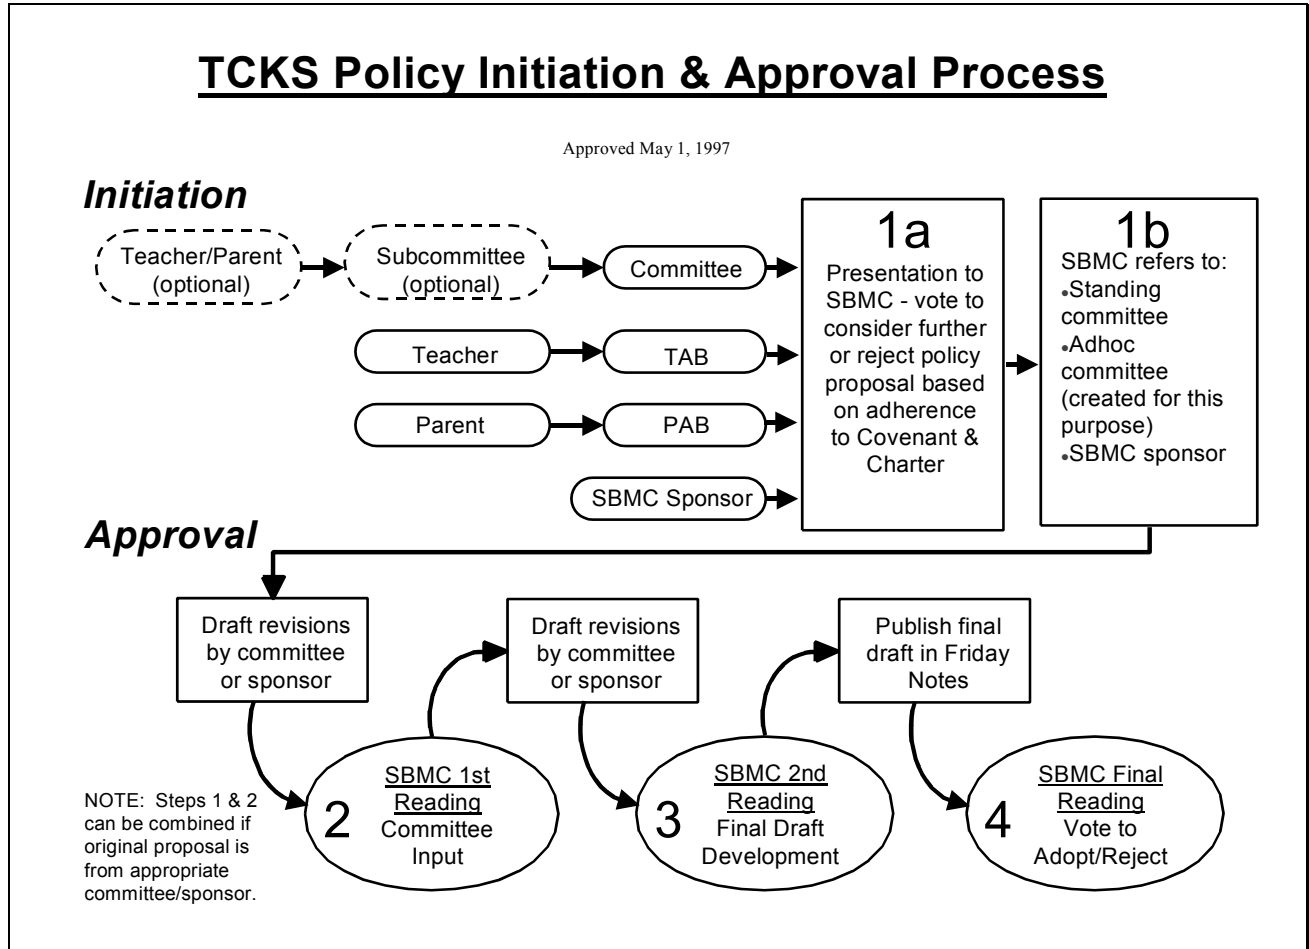 TCKS Policy Initiation & Approval Process
Approved May 1, 1997
Initiation
Teacher/Parent
(optional)
Subcommittee
(optional)
Committee
Teacher
TAB
Parent
PAB
SBMC Sponsor
1a
Presentation to
SBMC - vote to
consider further
or reject policy
proposal based
on adherence
to Covenant &
Charter
1b
SBMC refers to:
•Standing
committee
•Adhoc
committee
(created for this
purpose)
•SBMC sponsor
Approval
Draft revisions
by committee
or sponsor
2
SBMC 1st
Reading
Committee
Input
Draft revisions
by committee
or sponsor
3
SBMC 2nd
Reading
Final Draft
Development
Publish final
draft in Friday
Notes
4
SBMC Final
Reading
Vote to
Adopt/Reject
NOTE:  Steps 1 & 2
can be combined if
original proposal is
from appropriate
committee/sponsor.